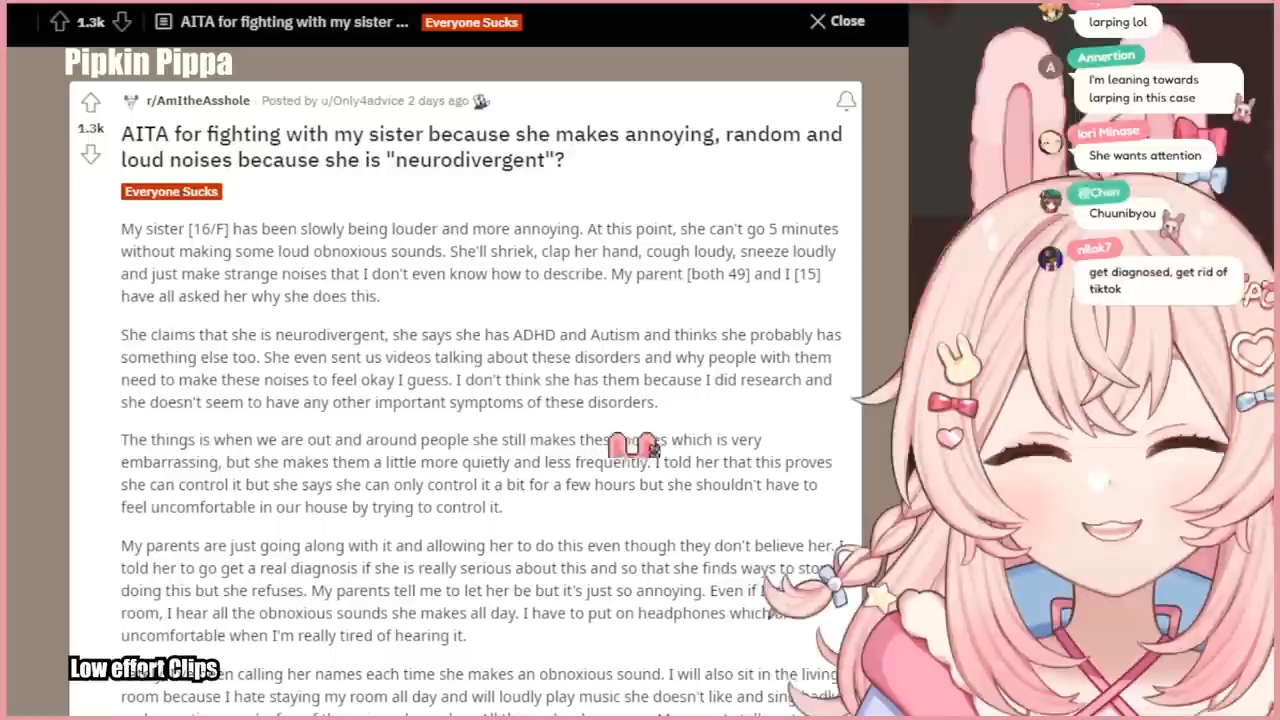 1.3k AITA for fighting with my sister ... Everyone Sucks Close
Pipkin Pippa
r/AmItheAsshole · Posted by u/Only4advice 2 days ago
1.3k
AITA for fighting with my sister because she makes annoying, random and
loud noises because she is "neurodivergent"?
Everyone Sucks
My sister [16/F] has been slowly being louder and more annoying. At this point, she can't go 5 minutes
without making some loud obnoxious sounds. She'll shriek, clap her hand, cough loudy, sneeze loudly
and just make strange noises that I don't even know how to describe. My parent [both 49] and I [15]
have all asked her why she does this.
She claims that she is neurodivergent, she says she has ADHD and Autism and thinks she probably has
something else too. She even sent us videos talking about these disorders and why people with them
need to make these noises to feel okay I guess. I don't think she has them because I did research and
she doesn't seem to have any other important symptoms of these disorders.
The things is when we are out and around people she still makes which is very
embarrassing, but she makes them a little more quietly and less frequently. I told her that this proves
she can control it but she says she can only control it a bit for a few hours but she shouldn't have to
feel uncomfortable in our house by trying to control it.
My parents are just going along with it and allowing her to do this even though they don't believe her. I
told her to go get a real diagnosis if she is really serious about this and so that she finds ways to
doing this but she refuses. My parents tell me to let her be but it's just so annoying. Even if
room, I hear all the obnoxious sounds she makes all day. I have to put on headphones which
uncomfortable when I'm really tired of hearing it.
Low effort Clips
calling her names each time she makes an obnoxious sound. I will also sit in the living
room because I hate staying my room all day and will loudly play music she doesn't like and sing
larping lol
Annertion
I'm leaning towards
larping in this case
Iori Minase
She wants attention
Chen
Chuunibyou
nilok7
get diagnosed, get rid of
tiktok